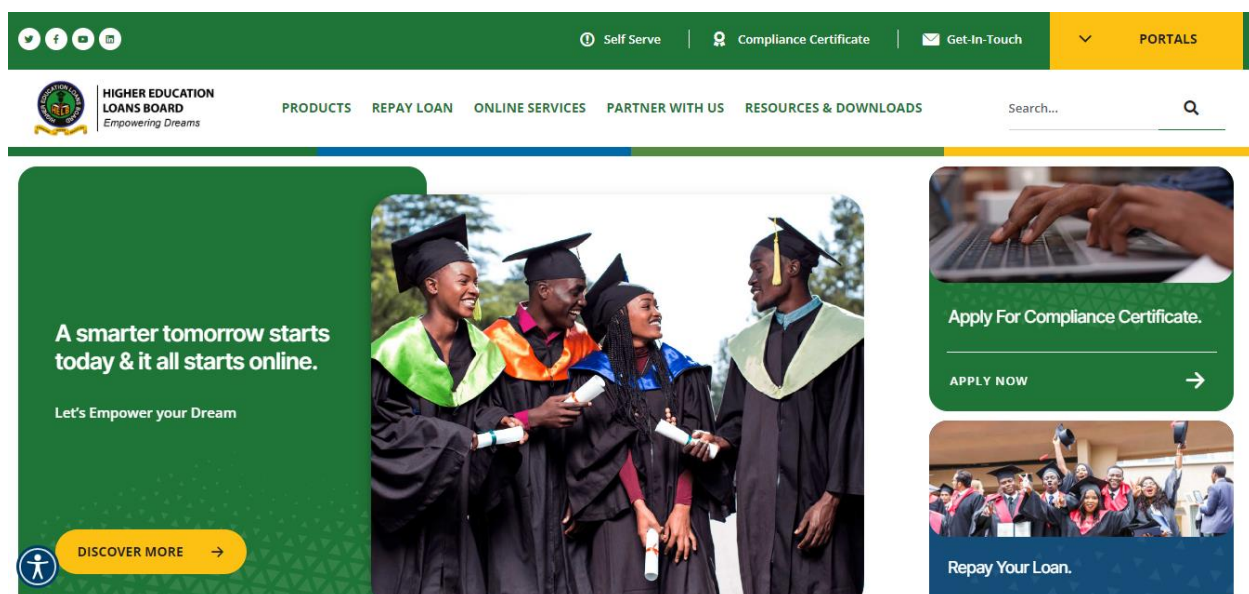 Self Serve
Compliance Certificate
Get-In-Touch
PORTALS
HIGHER EDUCATION
LOANS BOARD
Empowering Dreams
PRODUCTS
REPAY LOAN
ONLINE SERVICES
PARTNER WITH US
RESOURCES & DOWNLOADS
Search...
A smarter tomorrow starts
today & it all starts online.
Let's Empower your Dream
DISCOVER MORE
Apply For Compliance Certificate.
APPLY NOW
Repay Your Loan.